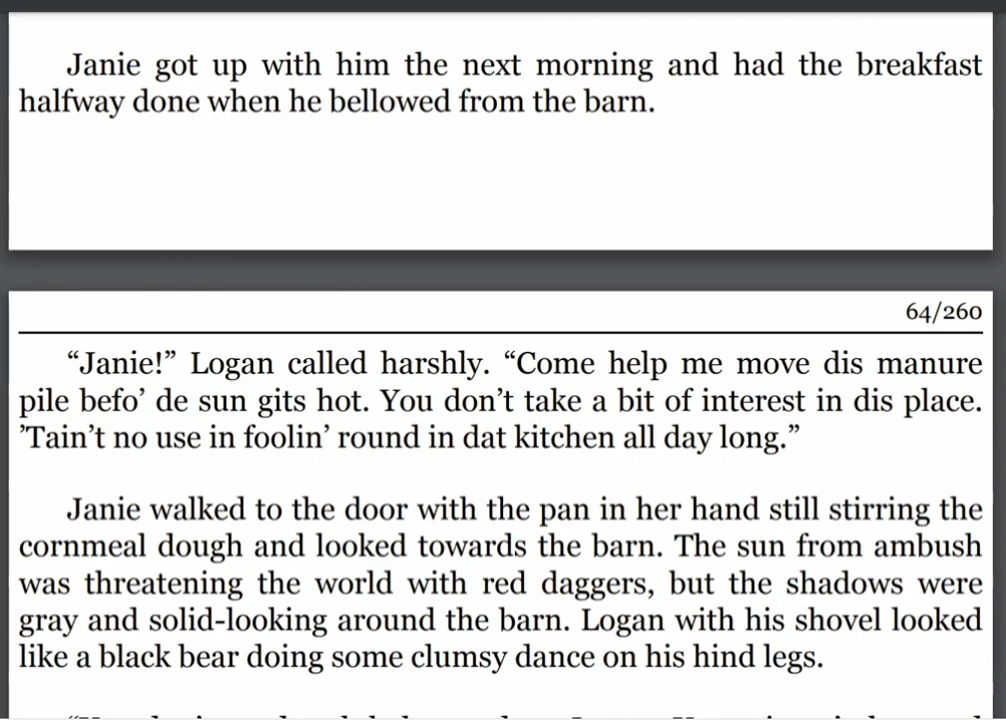 Janie got up with him the next morning and had the breakfast
halfway done when he bellowed from the barn.
64/260
“Janie!” Logan called harshly. “Come help me move dis manure
pile befo’ de sun gits hot. You don’t take a bit of interest in dis place.
’Tain’t no use in foolin’ round in dat kitchen all day long.”
Janie walked to the door with the pan in her hand still stirring the
cornmeal dough and looked towards the barn. The sun from ambush
was threatening the world with red daggers, but the shadows were
gray and solid-looking around the barn. Logan with his shovel looked
like a black bear doing some clumsy dance on his hind legs.